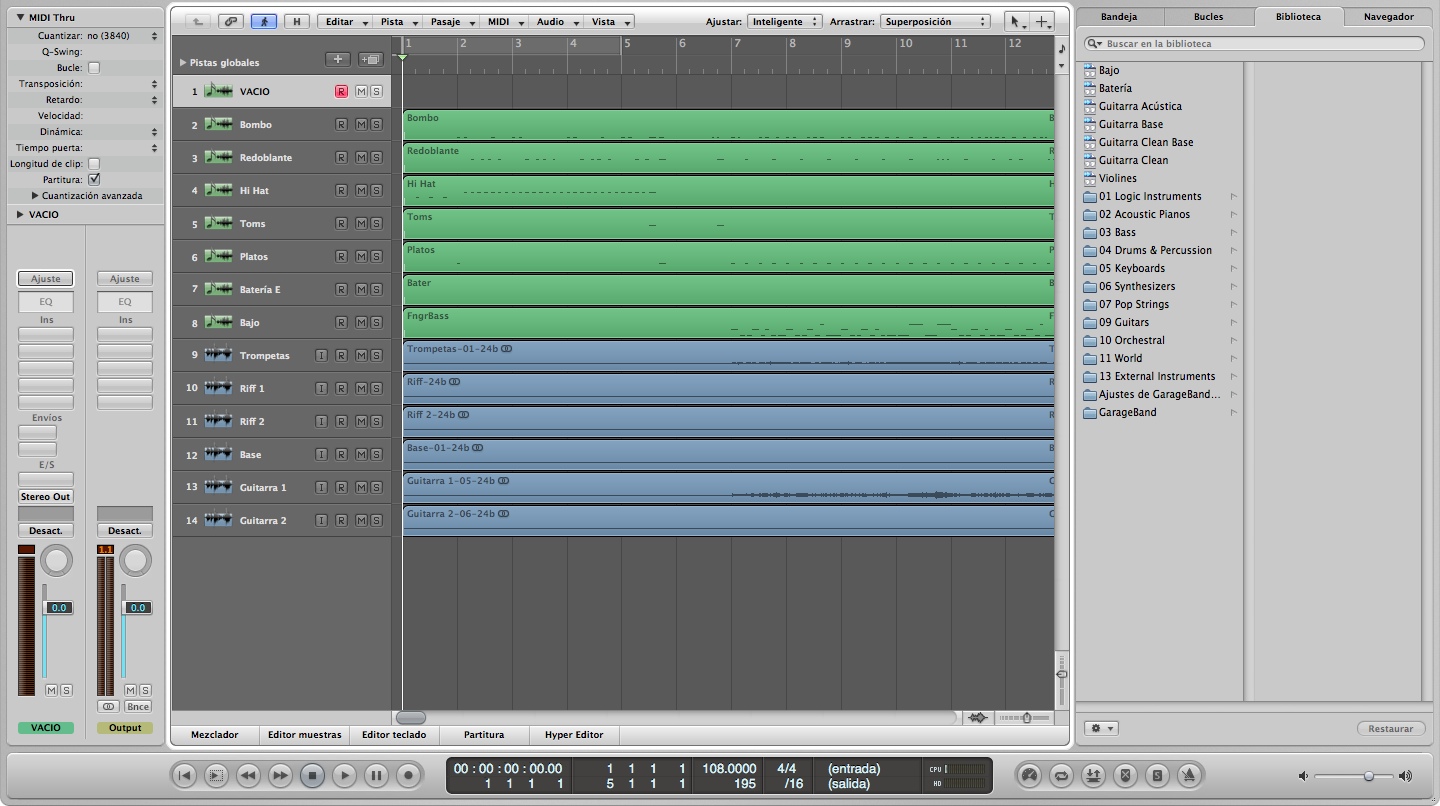 MIDI Thru
Cuantizar: no (3840)
Q-Swing:
Bucle:
Transposición:
Retardo:
Velocidad:
Dinámica:
Tiempo puerta:
Longitud de clip:
Partitura:
Cuantización avanzada
VACIO
Ajuste Ajuste
EQ EQ
Ins Ins
Envíos
E/S
Stereo Out
Desact. Desact.
1.1
0.0 0.0
M S M S
Bnce
VACIO Output
H Editar Pista Pasaje MIDI Audio Vista Ajustar: Inteligente Arrastrar: Superposición
1 2 3 4 5 6 7 8 9 10 11 12
Pistas globales
1 VACIO R M S
2 Bombo R M S Bombo B
3 Redoblante R M S Redoblante R
4 Hi Hat R M S Hi Hat H
5 Toms R M S Toms T
6 Platos R M S Platos P
7 Batería E R M S Bater B
8 Bajo R M S FngrBass F
9 Trompetas I R M S Trompetas-01-24b T
10 Riff 1 I R M S Riff-24b R
11 Riff 2 I R M S Riff 2-24b R
12 Base I R M S Base-01-24b B
13 Guitarra 1 I R M S Guitarra 1-05-24b
14 Guitarra 2 I R M S Guitarra 2-06-24b
Mezclador Editor muestras Editor teclado Partitura Hyper Editor
Bandeja Bucles Biblioteca Navegador
Buscar en la biblioteca
Bajo
Batería
Guitarra Acústica
Guitarra Base
Guitarra Clean Base
Guitarra Clean
Violines
01 Logic Instruments
02 Acoustic Pianos
03 Bass
04 Drums & Percussion
05 Keyboards
06 Synthesizers
07 Pop Strings
09 Guitars
10 Orchestral
11 World
13 External Instruments
Ajustes de GarageBand...
GarageBand
Restaurar
00 : 00 : 00 : 00.00 1 1 1 1 108.0000 4/4 (entrada) CPU
1 1 1 1 5 1 1 1 195 /16 (salida) HD
S